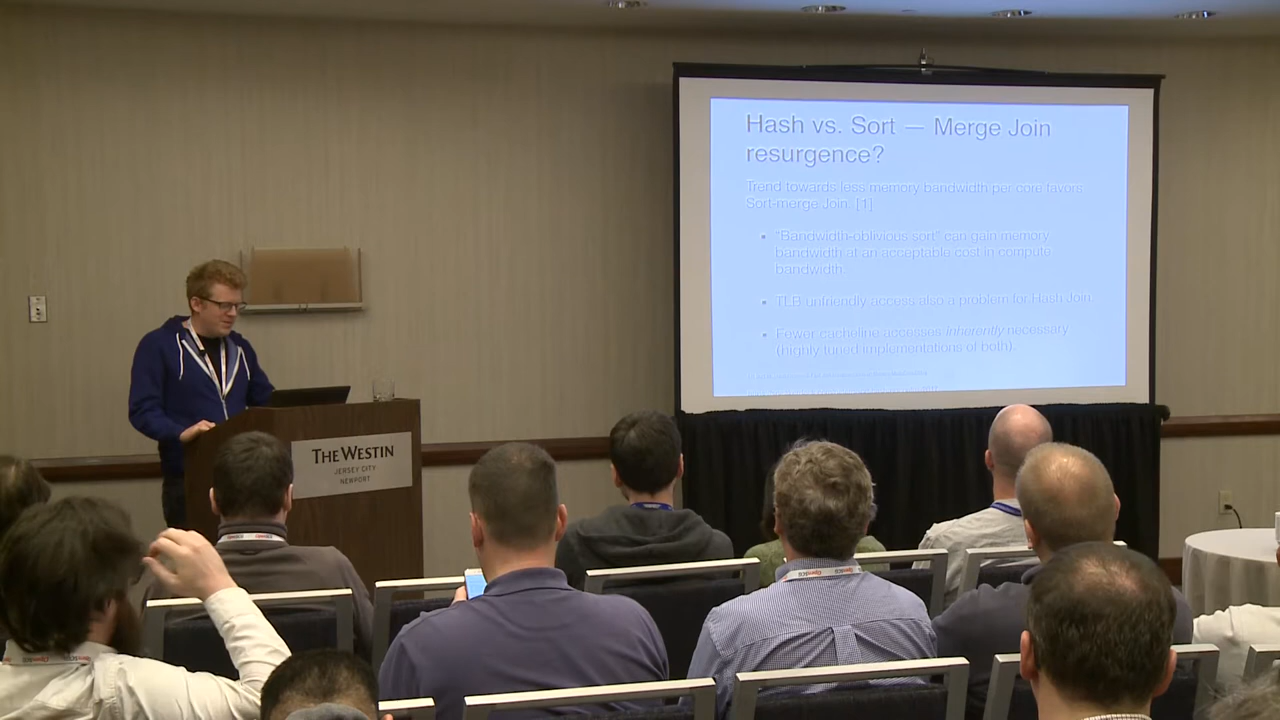 Hash vs. Sort — Merge Join
resurgence?
Trend towards less memory bandwidth per core favors
Sort-merge Join. [1]
"Bandwidth-oblivious sort" can gain memory
bandwidth at an acceptable cost in compute
bandwidth.
TLB unfriendly access also a problem for Hash Join.
Fewer cacheline accesses inherently necessary
(highly tuned implementations of both).
THE WESTIN
JERSEY CITY
NEWPORT